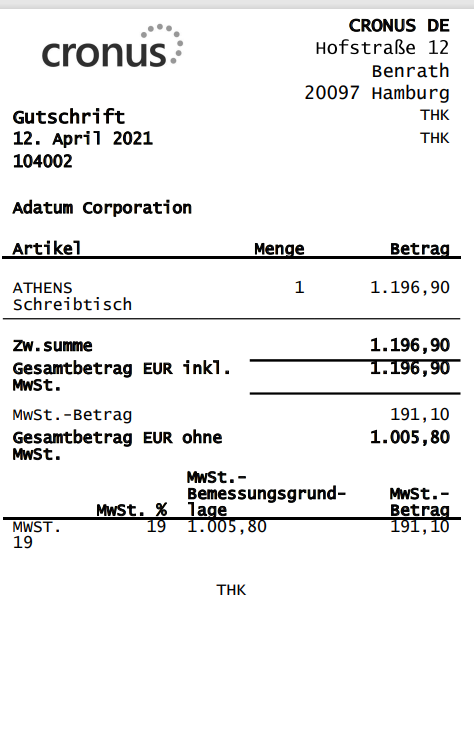 cronus
CRONUS DE
Hofstraße 12
Benrath
20097 Hamburg
Gutschrift THK
12. April 2021 THK
104002
Adatum Corporation
Artikel Menge Betrag
ATHENS 1 1.196,90
Schreibtisch
Zw.summe 1.196,90
Gesamtbetrag EUR inkl. 1.196,90
MwSt.
MwSt.-Betrag 191,10
Gesamtbetrag EUR ohne 1.005,80
MwSt.
MwSt.-
Bemessungsgrund- MwSt.-
MwSt. % lage Betrag
MWST. 19 1.005,80 191,10
19
THK